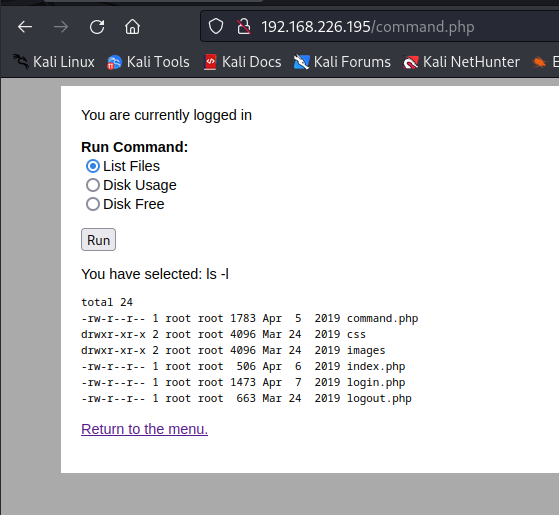 192.168.226.195/command.php
Kali Linux Kali Tools Kali Docs Kali Forums Kali NetHunter E
You are currently logged in
Run Command:
List Files
Disk Usage
Disk Free
Run
You have selected: ls -l
total 24
-rw-r--r-- 1 root root 1783 Apr  5  2019 command.php
drwxr-xr-x 2 root root 4096 Mar 24  2019 css
drwxr-xr-x 2 root root 4096 Mar 24  2019 images
-rw-r--r-- 1 root root  506 Apr  6  2019 index.php
-rw-r--r-- 1 root root 1473 Apr  7  2019 login.php
-rw-r--r-- 1 root root  663 Mar 24  2019 logout.php
Return to the menu.